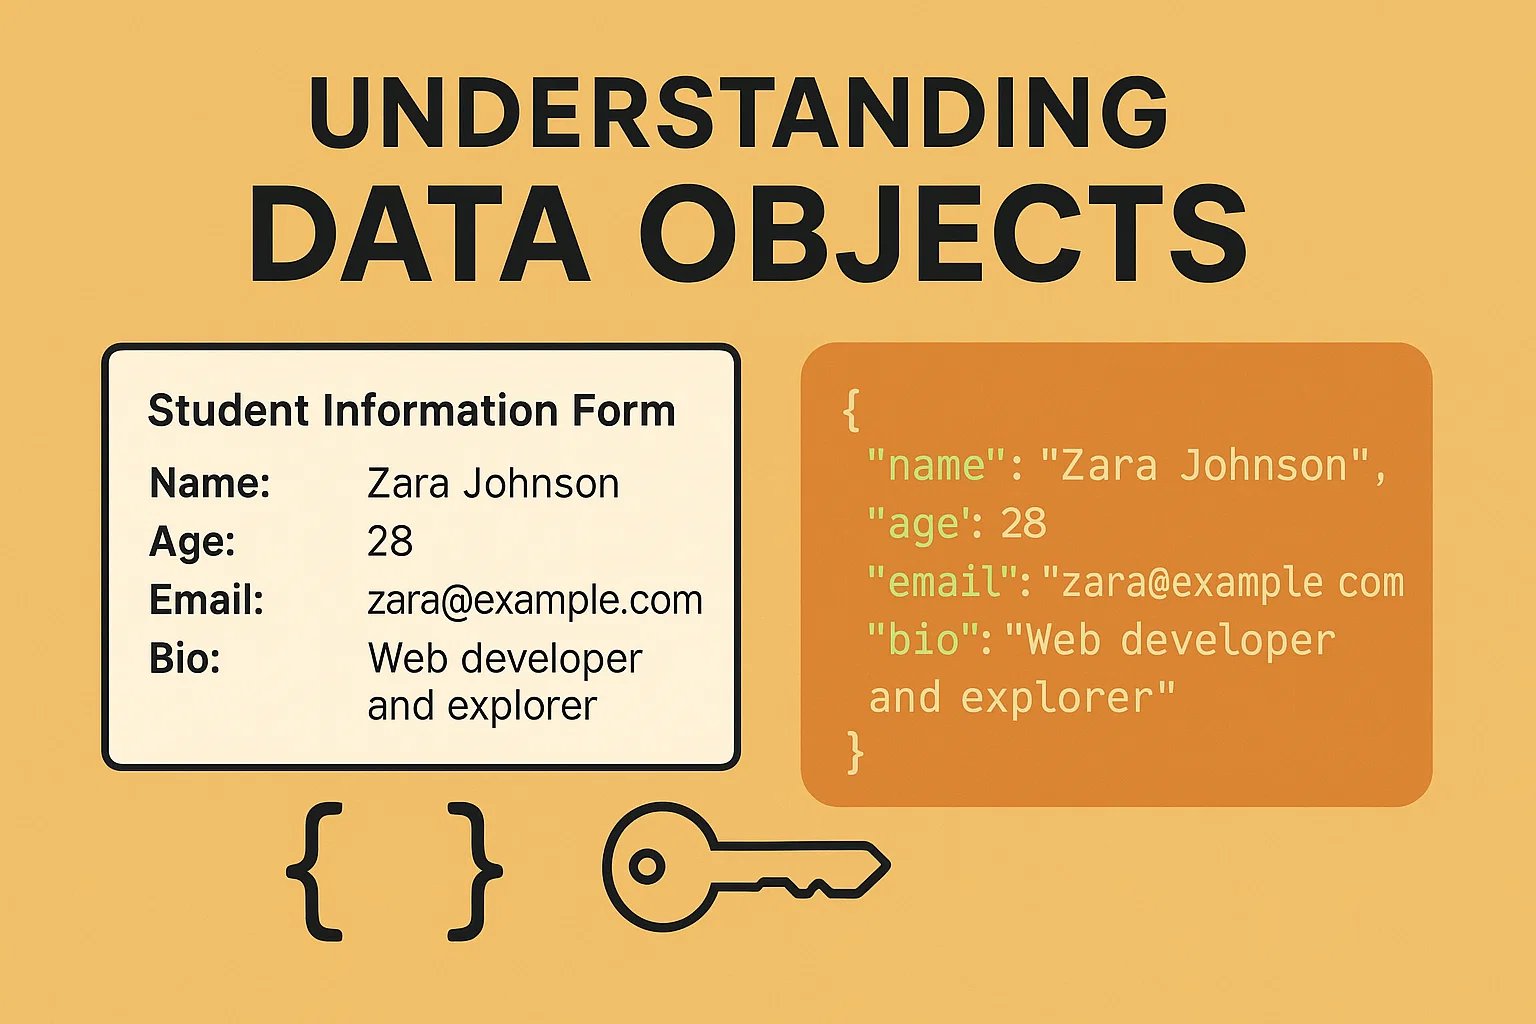 UNDERSTANDING
DATA OBJECTS
Student Information Form
Name: Zara Johnson
Age: 28
Email: zara@example.com
Bio: Web developer
and explorer
{
"name": "Zara Johnson",
"age': 28
"email": "zara@example com
"bio": "Web developer
and explorer"
}
{ }